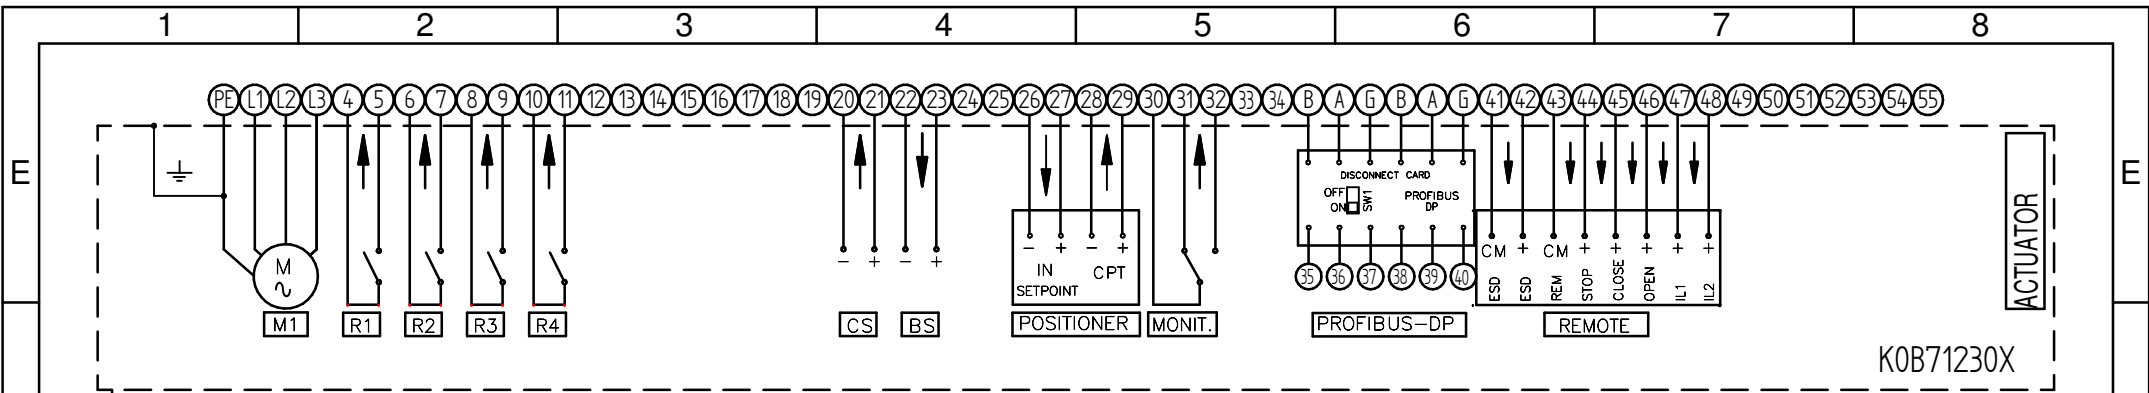 1 2 3 4 5 6 7 8
PE L1 L2 L3 4 5 6 7 8 9 10 11 12 13 14 15 16 17 18 19 20 21 22 23 24 25 26 27 28 29 30 31 32 33 34 B A G B A G 41 42 43 44 45 46 47 48 49 50 51 52 53 54 55
E E
DISCONNECT CARD
OFF
ON
SW1
PROFIBUS
DP
ACTUATOR
M
- + - +
- + - +
IN
SETPOINT
CPT
35 36 37 38 39 40
CM + CM + + + + +
ESD ESD REM STOP CLOSE OPEN IL1 IL2
M1 R1 R2 R3 R4 CS BS POSITIONER MONIT. PROFIBUS-DP REMOTE
K0B71230X